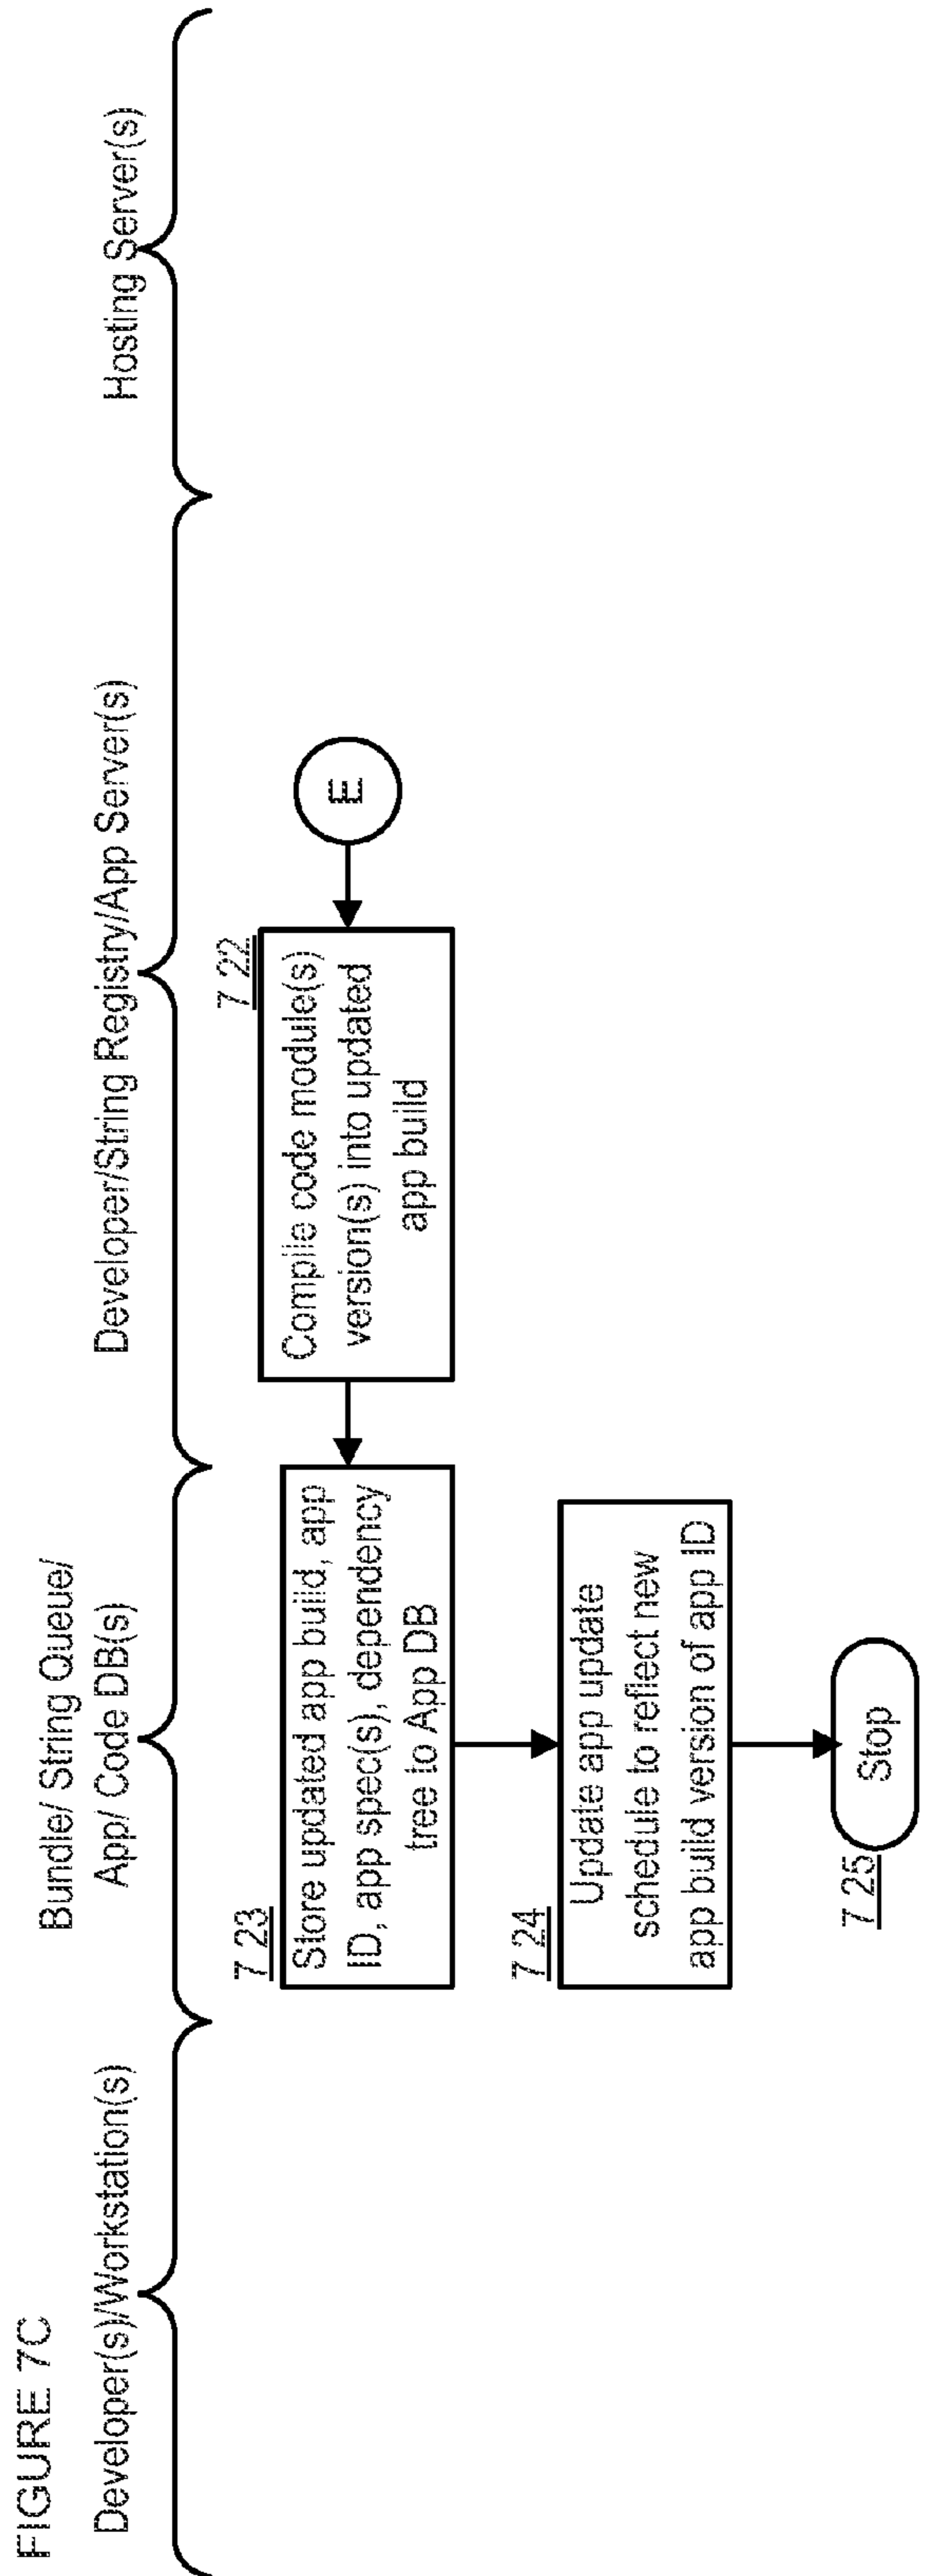 FIGURE 7C
Developer(s)/Workstation(s)
Bundle/ String Queue/
App/ Code DB(s)
Developer/String Registry/App Server(s)
Hosting Server(s)
E
7 22
Compile code module(s)
version(s) into updated
app build
7 23
Store updated app build, app
ID, app spec(s), dependency
tree to App DB
7 24
Update app update
schedule to reflect new
app build version of app ID
7 25
Stop